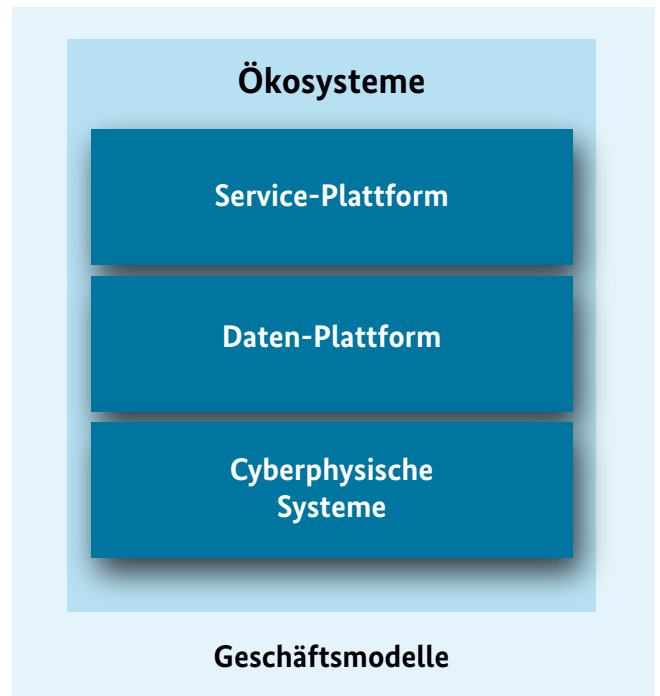 Ökosysteme
Service-Plattform
Daten-Plattform
Cyberphysische
Systeme
Geschäftsmodelle